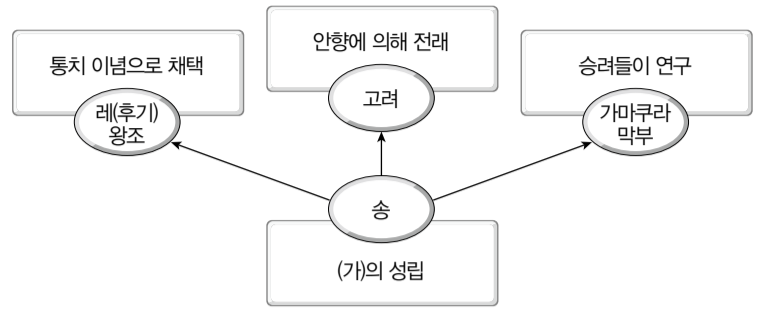 통치 이념으로 채택
레(후기)
왕조
안향에 의해 전래
고려
승려들이 연구
가마쿠라
막부
송
(가)의 성립